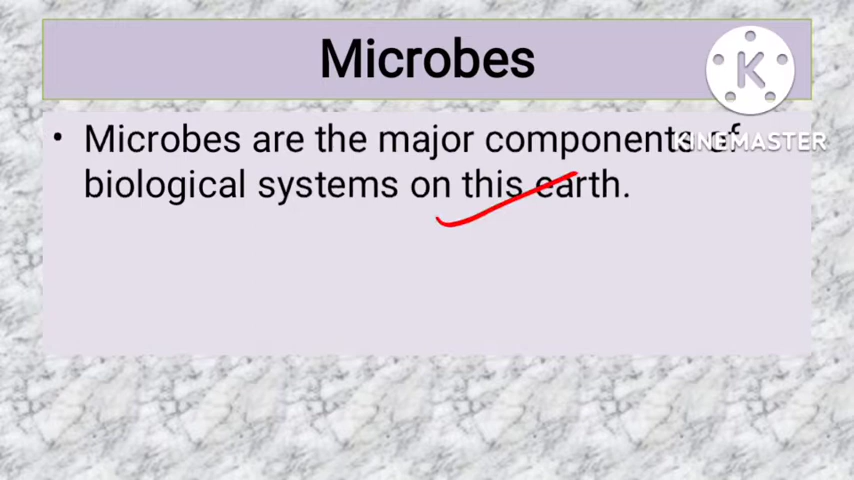 Microbes
• Microbes are the major components of
biological systems on this earth.
K
KINEMASTER